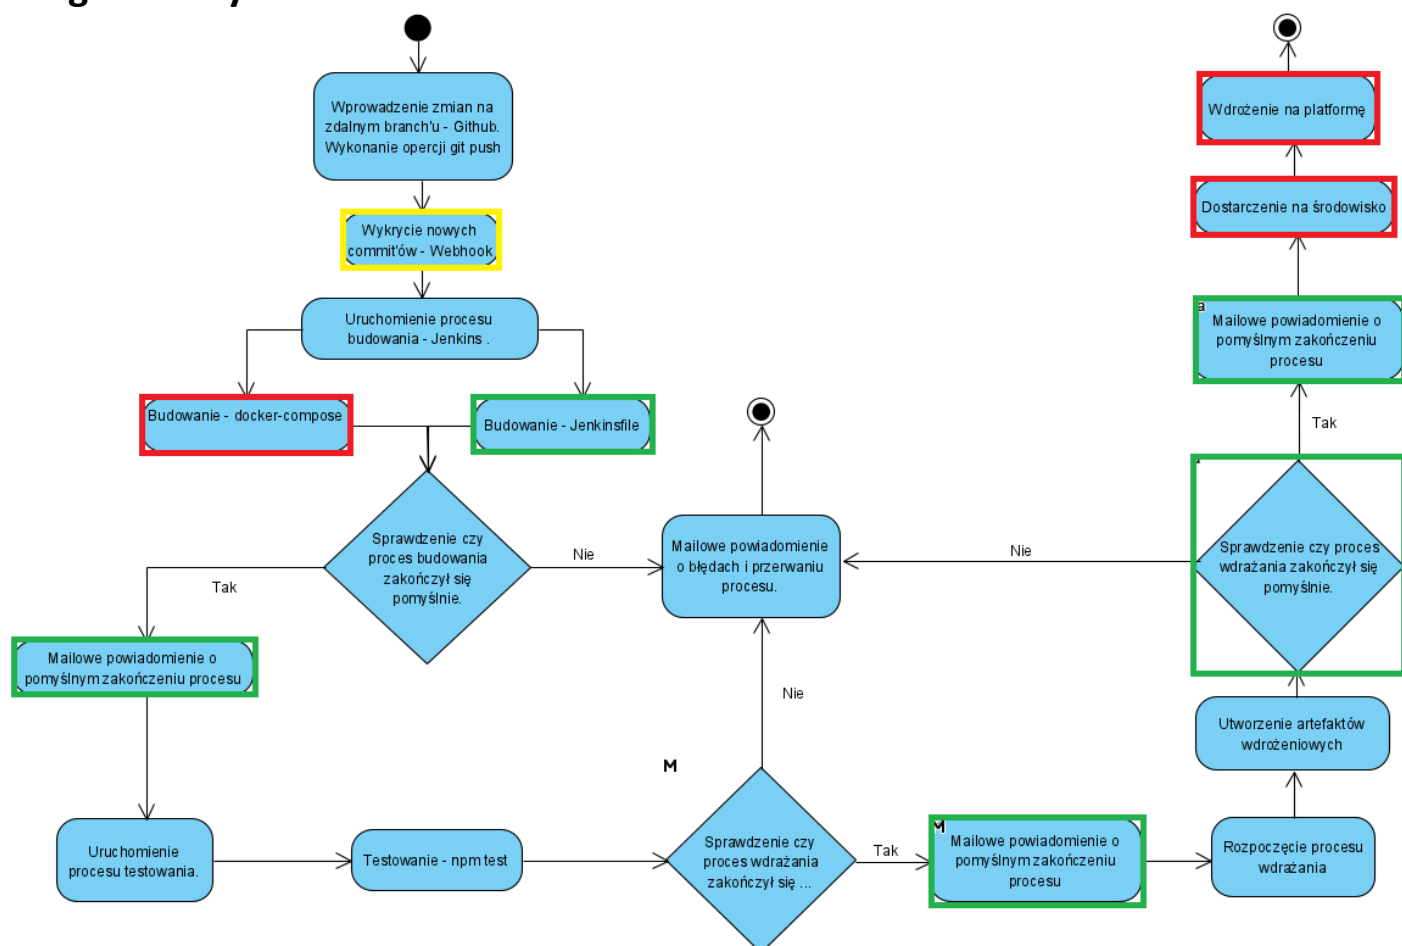 Wprowadzenie zmian na
zdalnym branch'u - Github.
Wykonanie opercji git push
Wykrycie nowych
commit'ów - Webhook
Uruchomienie procesu
budowania - Jenkins .
Budowanie - docker-compose
Budowanie - Jenkinsfile
Sprawdzenie czy
proces budowania
zakończył się
pomyślnie.
Nie
Tak
Mailowe powiadomienie
o błędach i przerwaniu
procesu.
Mailowe powiadomienie o
pomyślnym zakończeniu procesu
Uruchomienie
procesu testowania.
Testowanie - npm test
M
Sprawdzenie czy
proces wdrażania
zakończył się ...
Nie
Tak
M
Mailowe powiadomienie o
pomyślnym zakończeniu
procesu
Rozpoczęcie procesu
wdrażania
Utworzenie artefaktów
wdrożeniowych
Sprawdzenie czy proces
wdrażania zakończył się
pomyślnie.
Nie
Tak
a
Mailowe powiadomienie o
pomyślnym zakończeniu
procesu
Dostarczenie na środowisko
Wdrożenie na platformę